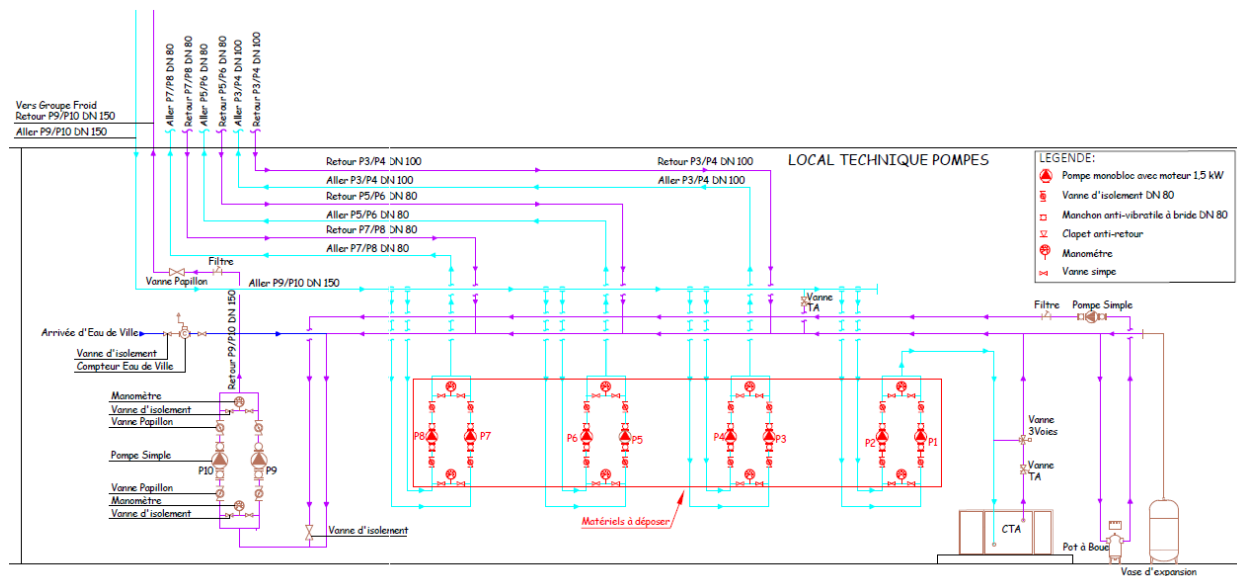 Aller P7/P8 DN 80
Retour P7/P8 DN 80
Aller P5/P6 DN 80
Retour P5/P6 DN 80
Aller P3/P4 DN 100
Retour P3/P4 DN 100
Vers Groupe Froid
Retour P9/P10 DN 150
Aller P9/P10 DN 150
Retour P3/P4 DN 100
Retour P3/P4 DN 100
LOCAL TECHNIQUE POMPES
Aller P3/P4 DN 100
Aller P3/P4 DN 100
Retour P5/P6 DN 80
Aller P5/P6 DN 80
Retour P7/P8 DN 80
Aller P7/P8 DN 80
LEGENDE:
Pompe monobloc avec moteur 1,5 kW
Vanne d'isolement DN 80
Manchon anti-vibratile à bride DN 80
Clapet anti-retour
Manomètre
Vanne simpe
Filtre
Vanne Papillon
Aller P9/P10 DN 150
Retour P9/P10 DN 150
Vanne
TA
Filtre
Pompe Simple
Arrivée d'Eau de Ville
Vanne d'isolement
Compteur Eau de Ville
Manomètre
Vanne d'isolement
Vanne Papillon
Pompe Simple
P10
P9
Vanne Papillon
Manomètre
Vanne d'isolement
Vanne d'isolement
P8
P7
P6
P5
P4
P3
P2
P1
Matériels à déposer
Vanne
3Voies
Vanne
TA
CTA
Pot à Boue
Vase d'expansion